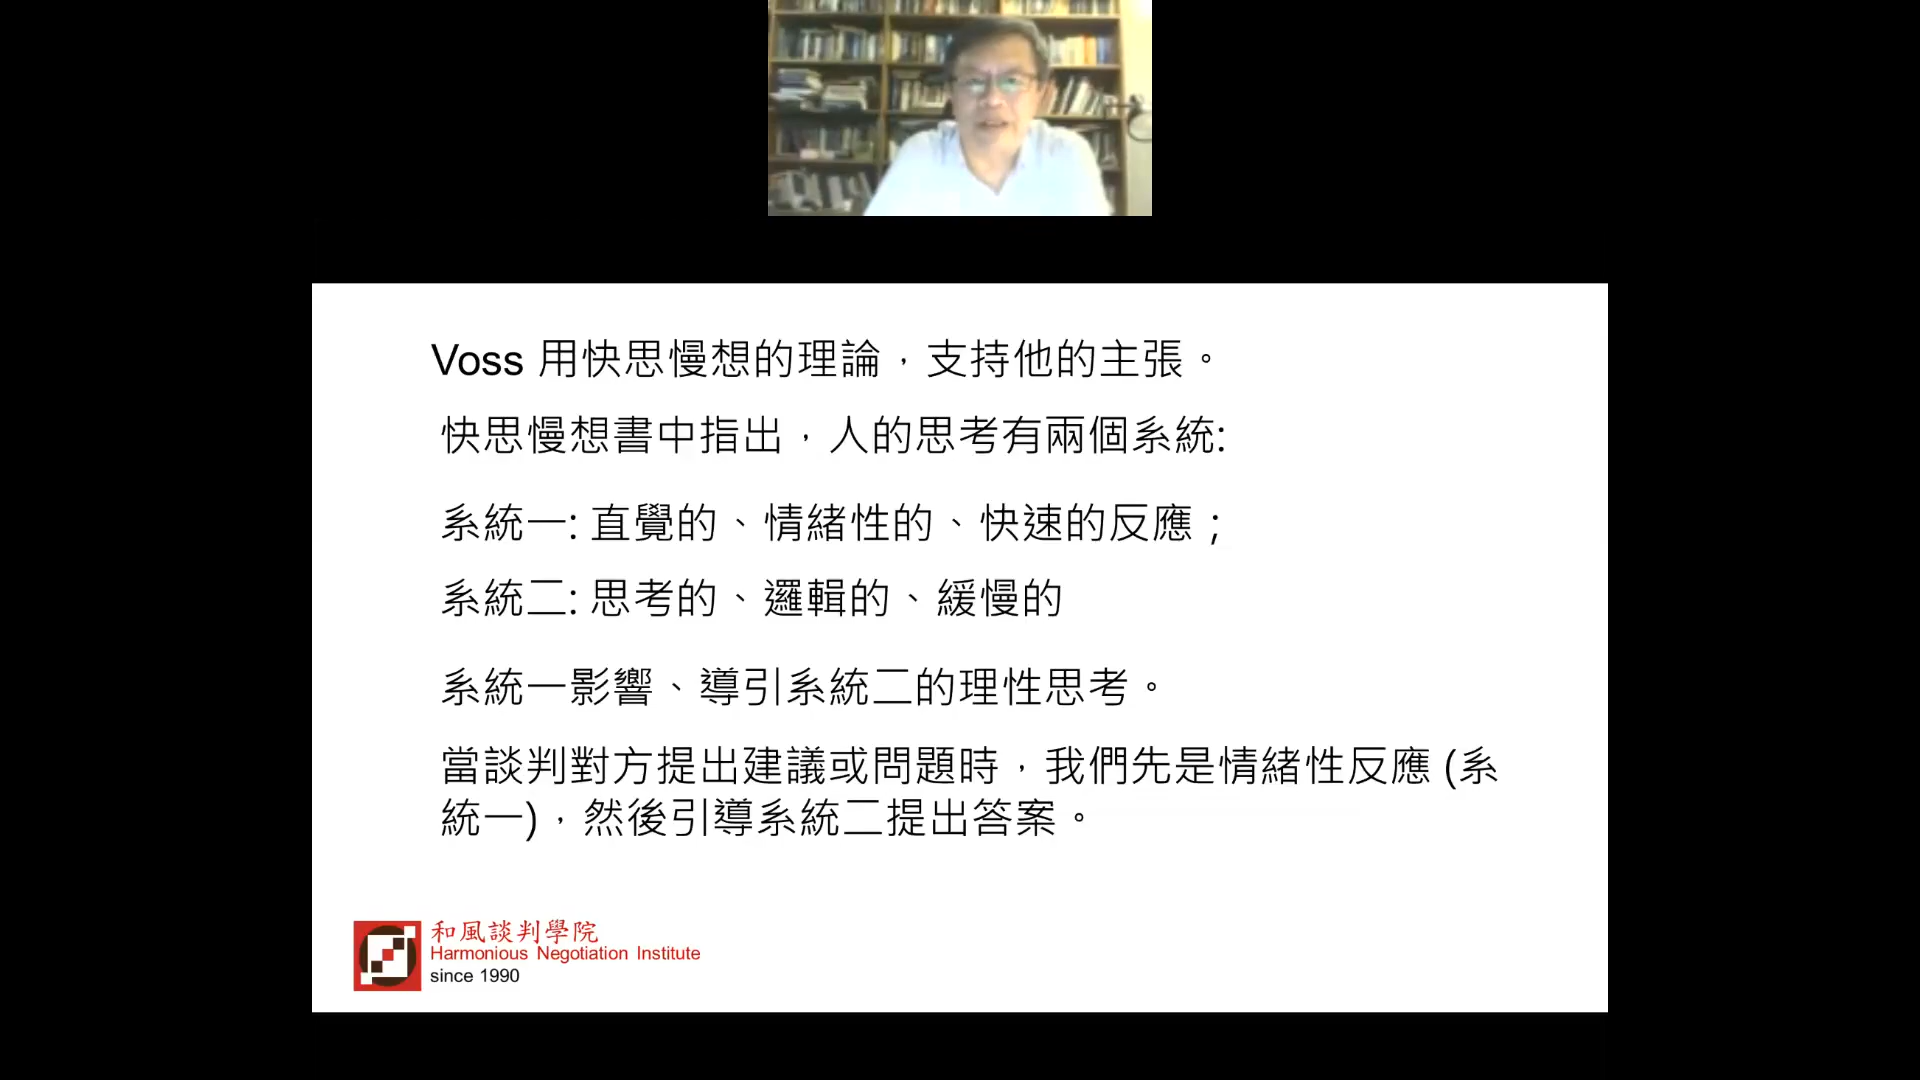 Voss 用快思慢想的理論，支持他的主張。
快思慢想書中指出，人的思考有兩個系統:
系統一: 直覺的、情緒性的、快速的反應；
系統二: 思考的、邏輯的、緩慢的
系統一影響、導引系統二的理性思考。
當談判對方提出建議或問題時，我們先是情緒性反應 (系
統一)，然後引導系統二提出答案。
和風談判學院
Harmonious Negotiation Institute
since 1990